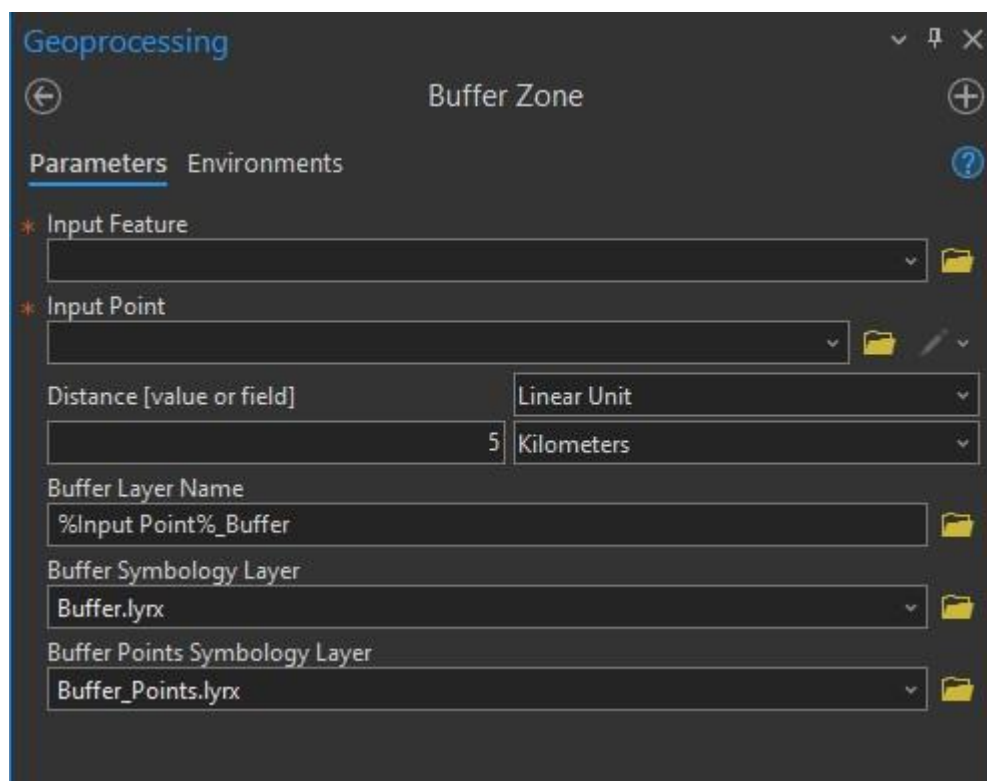 Geoprocessing
Buffer Zone
Parameters Environments
* Input Feature
* Input Point
Distance [value or field] Linear Unit
5 Kilometers
Buffer Layer Name
%Input Point%_Buffer
Buffer Symbology Layer
Buffer.lyrx
Buffer Points Symbology Layer
Buffer_Points.lyrx